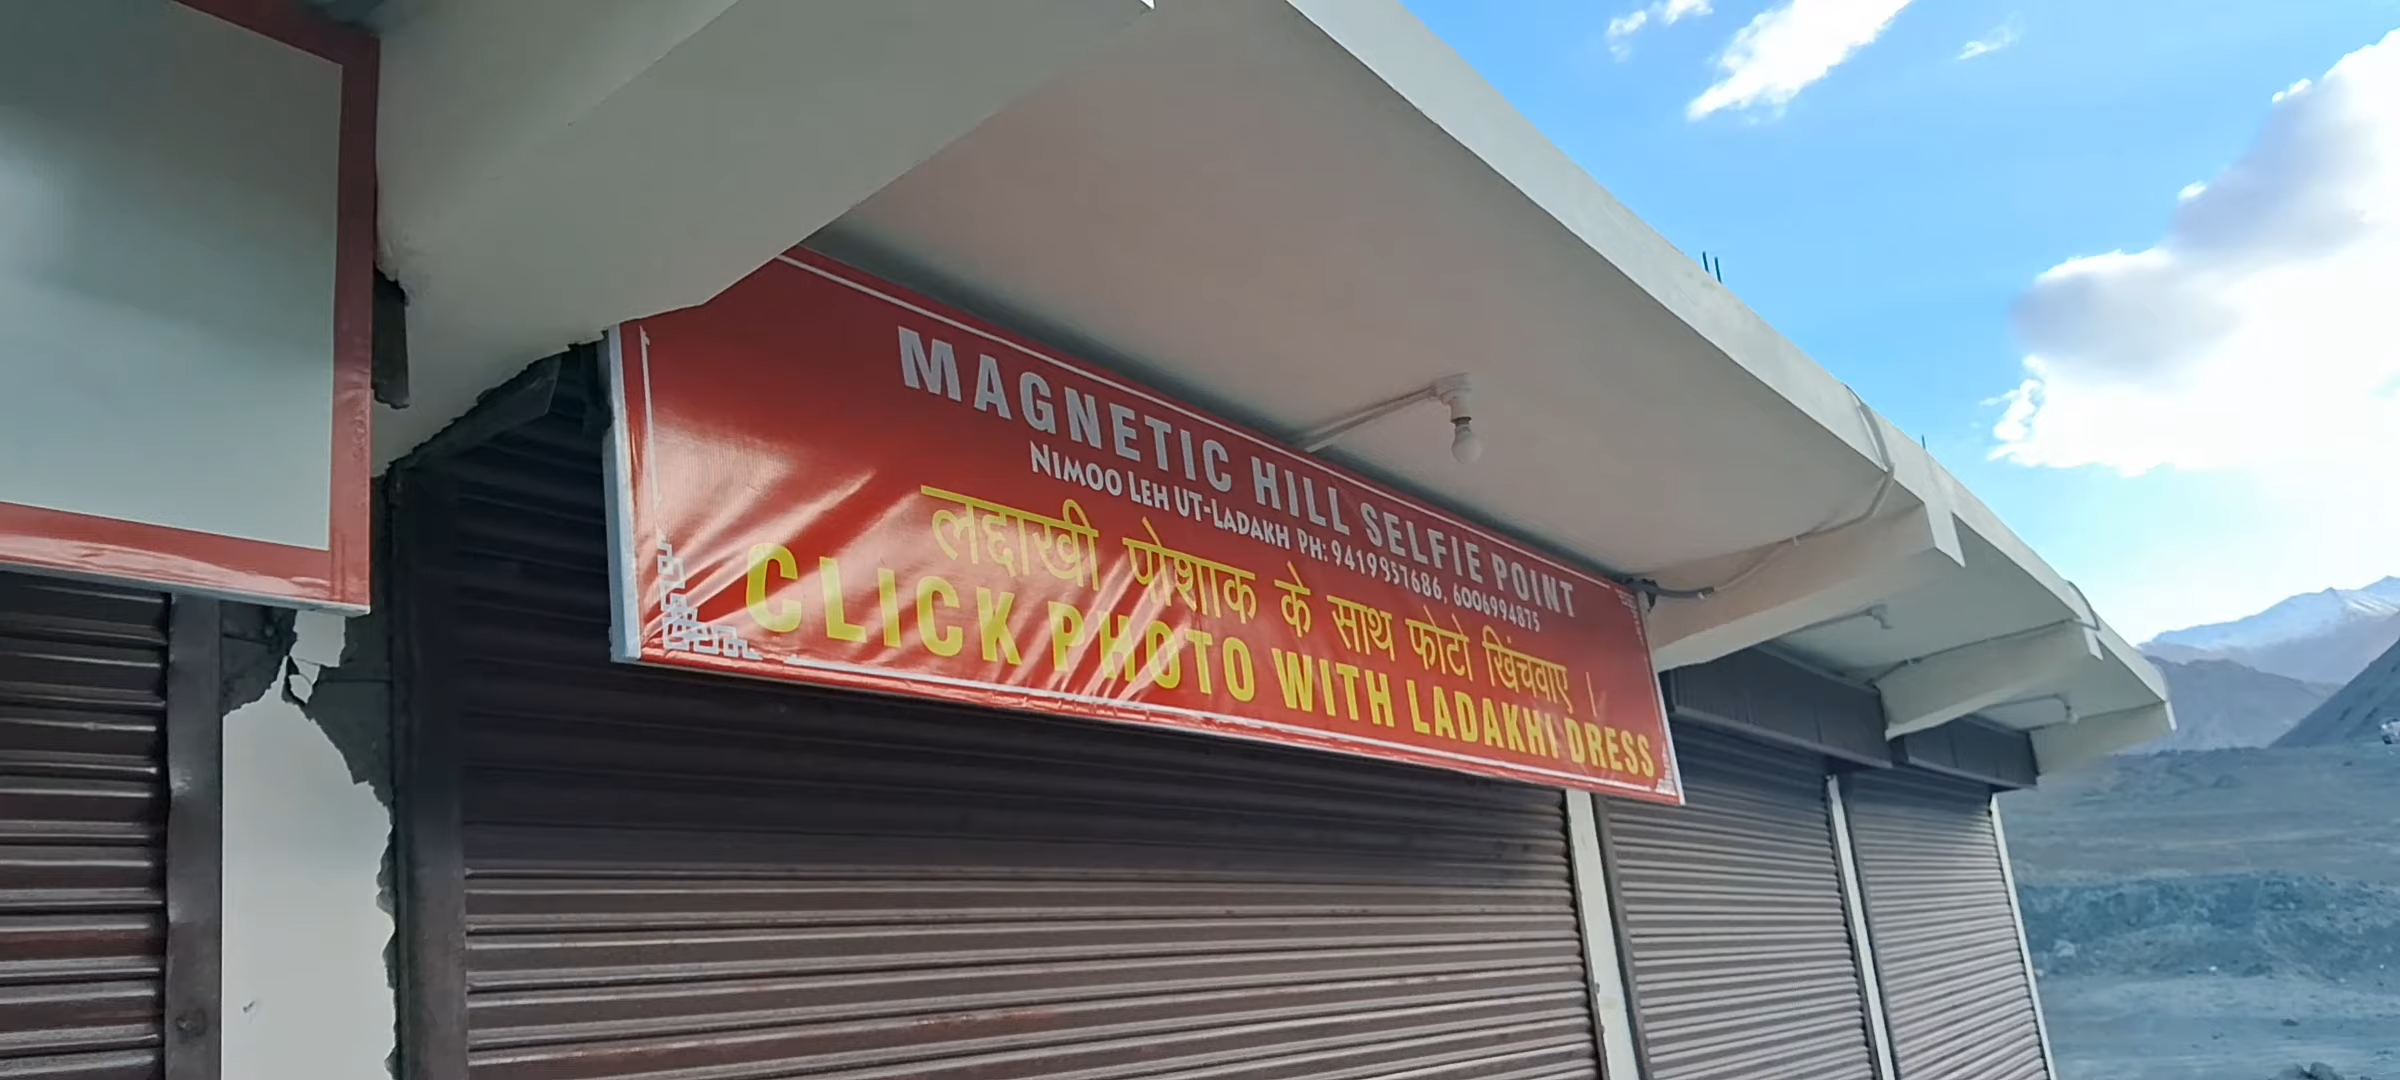 MAGNETIC HILL SELFIE POINT
NIMOO LEH UT-LADAKH PH: 9419957686, 6006994875
लद्दाखी पोशाक के साथ फोटो खिंचवाए ।
CLICK PHOTO WITH LADAKHI DRESS